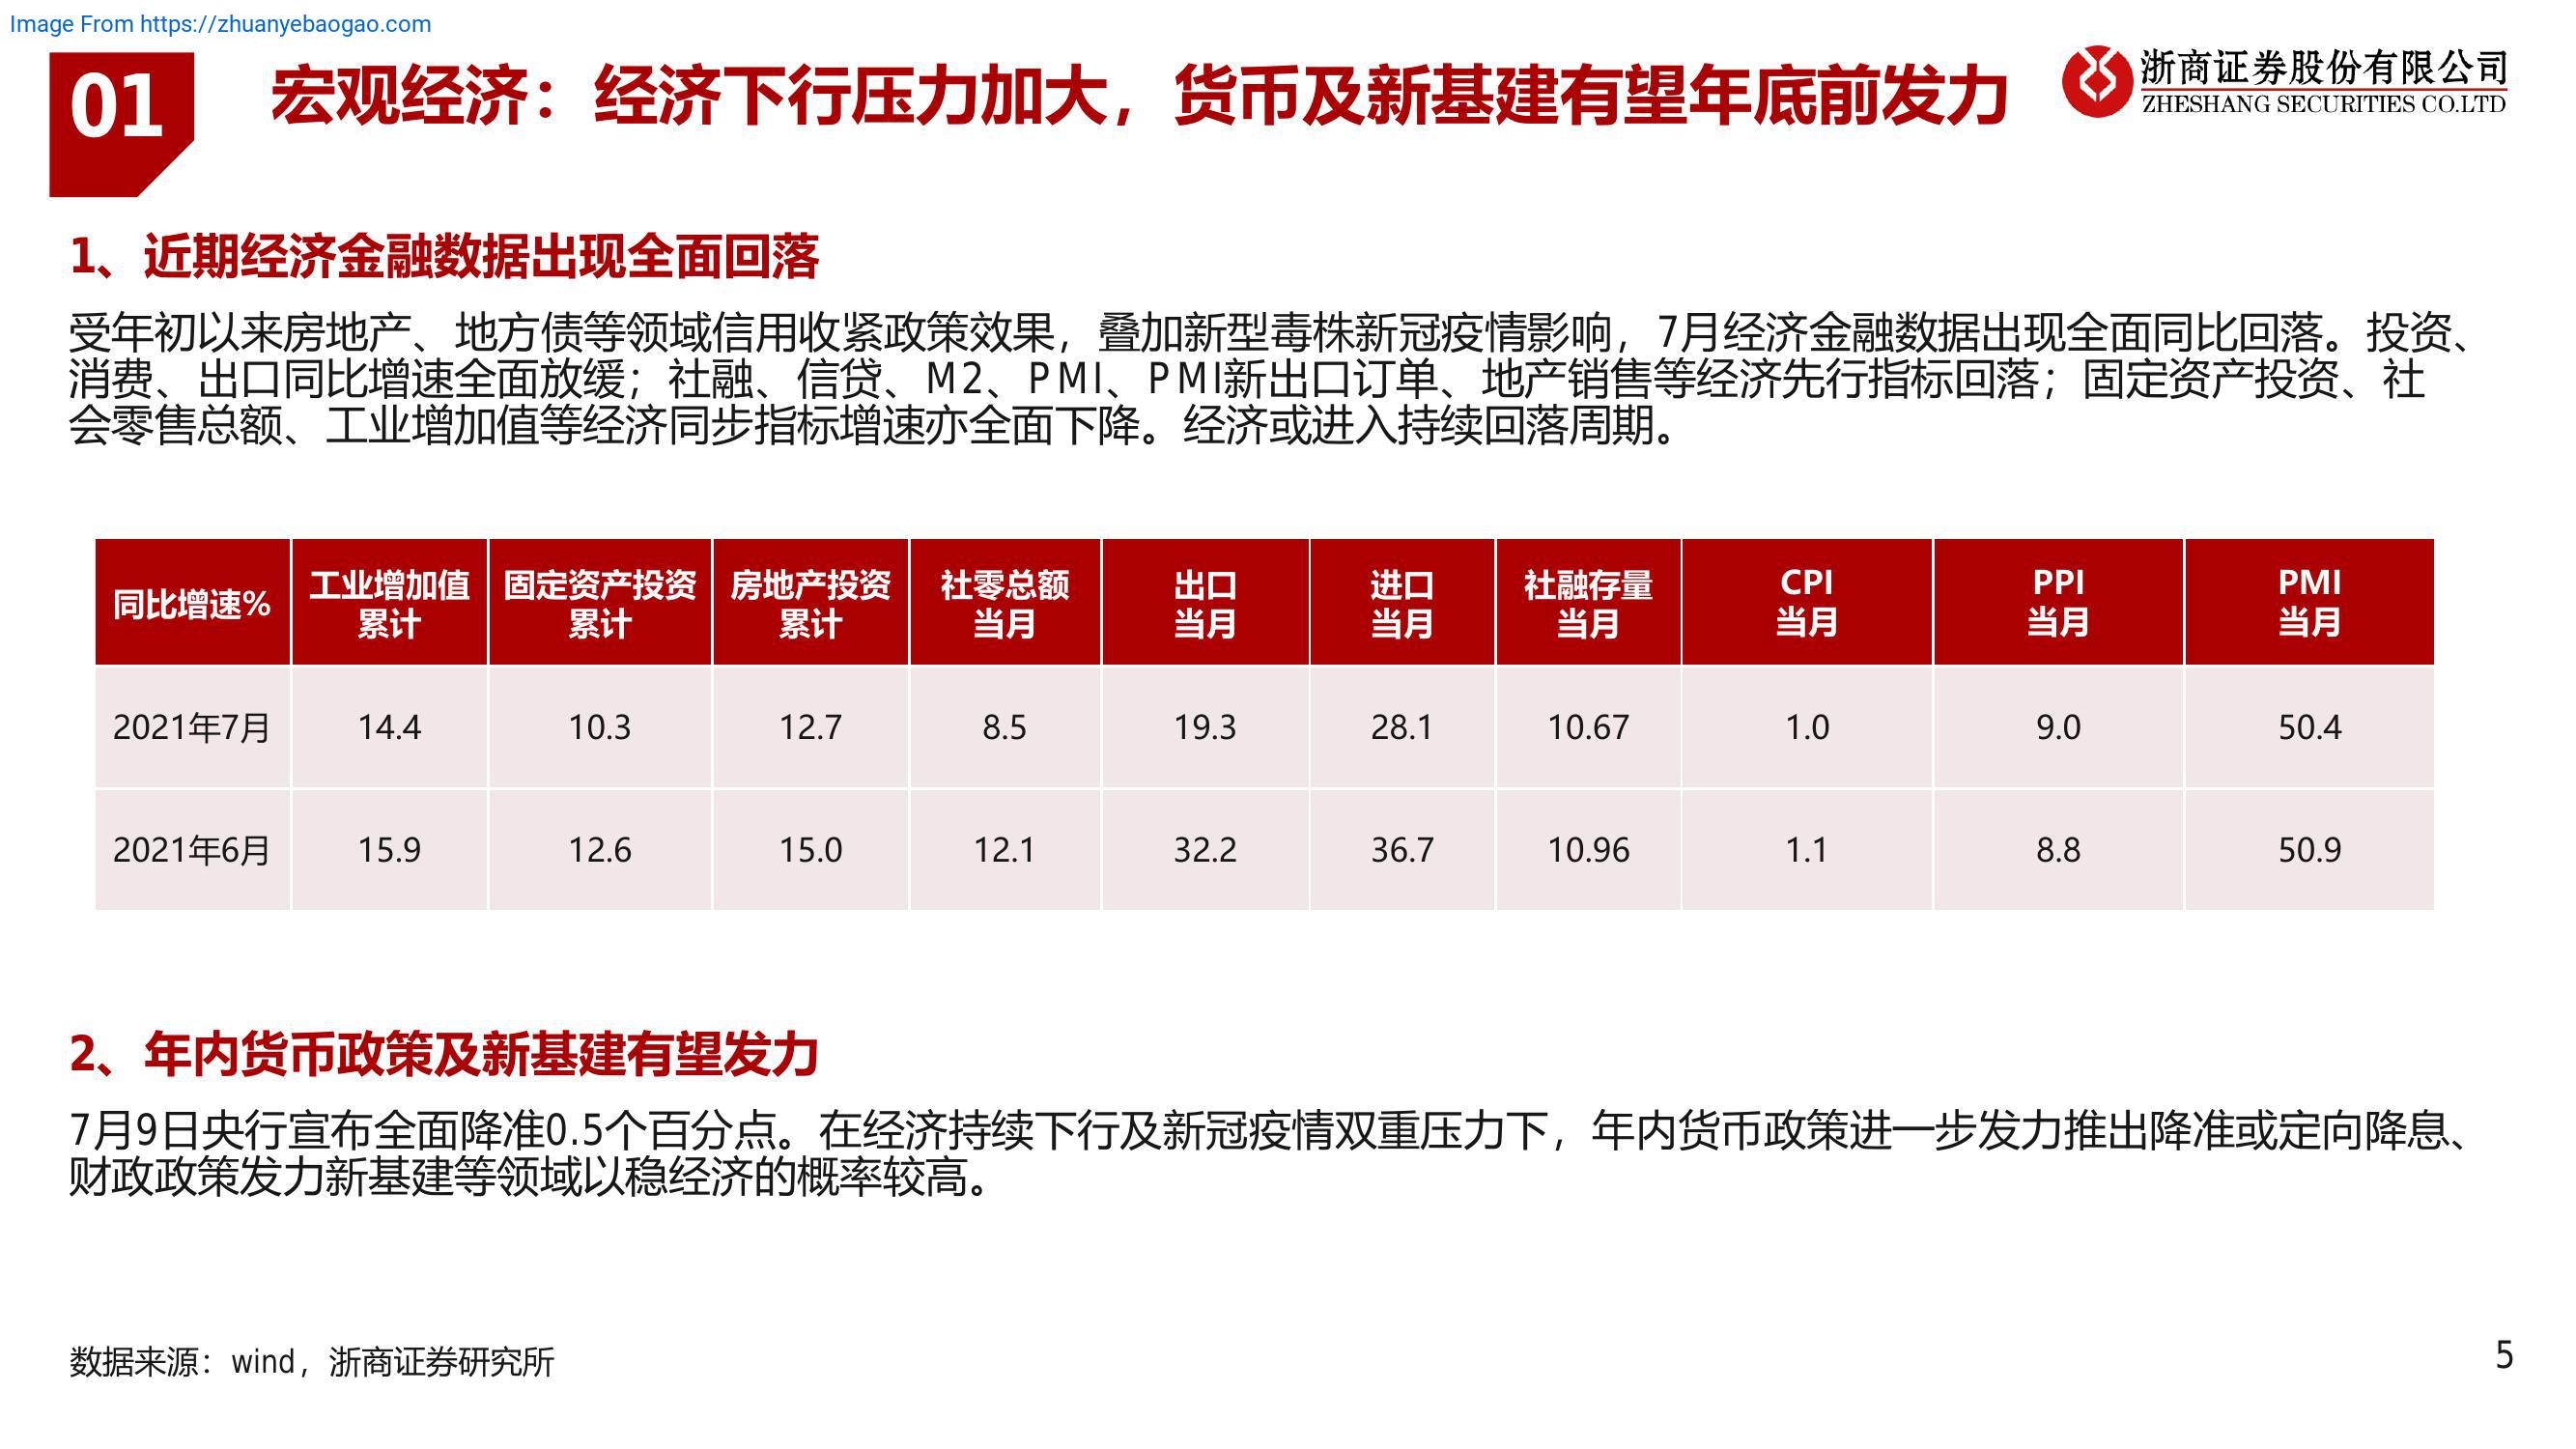 Image From https://zhuanyebaogao.com
01
宏观经济：经济下行压力加大，货币及新基建有望年底前发力
浙商证券股份有限公司
ZHESHANG SECURITIES CO.LTD
1、近期经济金融数据出现全面回落
受年初以来房地产、地方债等领域信用收紧政策效果，叠加新型毒株新冠疫情影响，7月经济金融数据出现全面同比回落。投资、
消费、出口同比增速全面放缓；社融、信贷、M2、PMI、PMI新出口订单、地产销售等经济先行指标回落；固定资产投资、社
会零售总额、工业增加值等经济同步指标增速亦全面下降。经济或进入持续回落周期。
同比增速% 工业增加值 固定资产投资 房地产投资 社零总额 出口 进口 社融存量 CPI PPI PMI
累计 累计 累计 当月 当月 当月 当月 当月 当月 当月
2021年7月 14.4 10.3 12.7 8.5 19.3 28.1 10.67 1.0 9.0 50.4
2021年6月 15.9 12.6 15.0 12.1 32.2 36.7 10.96 1.1 8.8 50.9
2、年内货币政策及新基建有望发力
7月9日央行宣布全面降准0.5个百分点。在经济持续下行及新冠疫情双重压力下，年内货币政策进一步发力推出降准或定向降息、
财政政策发力新基建等领域以稳经济的概率较高。
数据来源：wind，浙商证券研究所
5